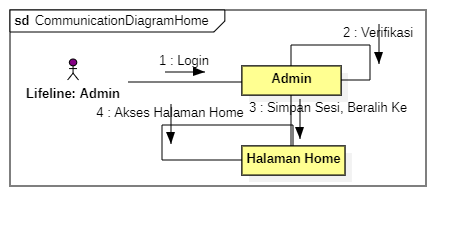 sd CommunicationDiagramHome
2 : Verifikasi
1 : Login
Admin
Lifeline: Admin
4 : Akses Halaman Home
3 : Simpan Sesi, Beralih Ke
Halaman Home